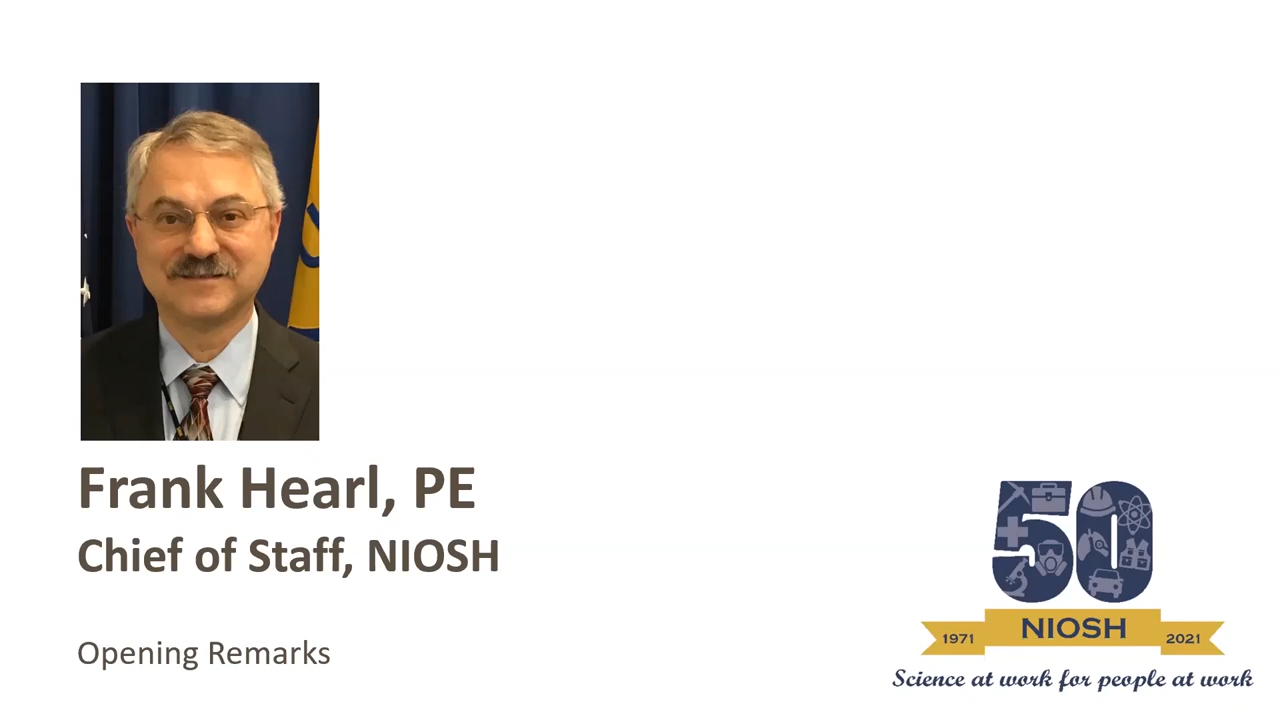 Frank Hearl, PE
Chief of Staff, NIOSH
Opening Remarks
50
1971 NIOSH 2021
Science at work for people at work